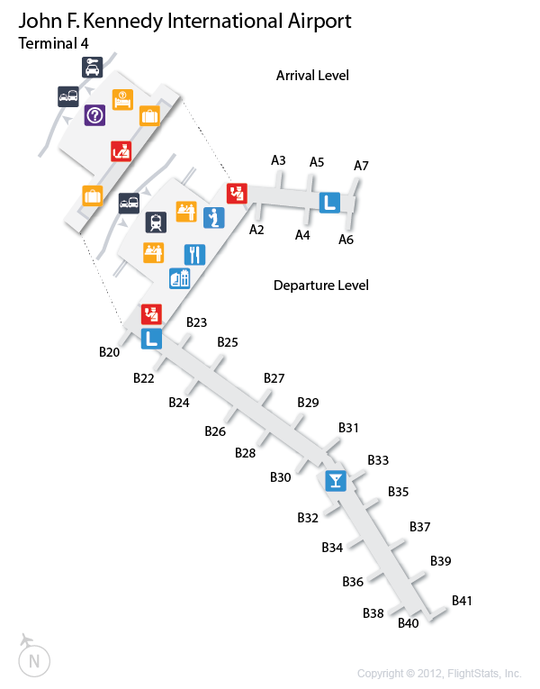 John F. Kennedy International Airport
Terminal 4
Arrival Level
?
?
A3
A5
A7
L
A2
A4
A6
Departure Level
B23
L
B20
B25
B22
B27
B24
B29
B26
B31
B28
B33
B30
B35
B32
B37
B34
B39
B36
B41
B38
B40
N
Copyright © 2012, FlightStats, Inc.